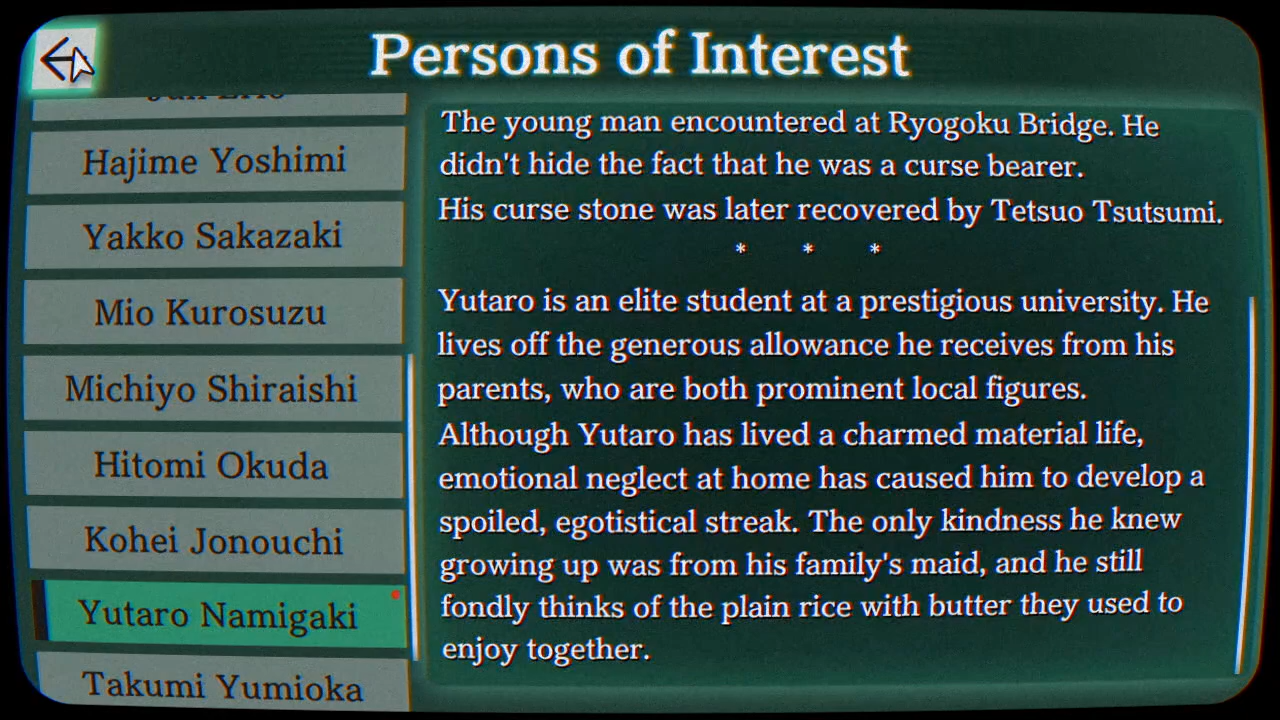 Persons of Interest
Hajime Yoshimi
Yakko Sakazaki
Mio Kurosuzu
Michiyo Shiraishi
Hitomi Okuda
Kohei Jonouchi
Yutaro Namigaki
Takumi Yumioka
The young man encountered at Ryogoku Bridge. He
didn't hide the fact that he was a curse bearer.
His curse stone was later recovered by Tetsuo Tsutsumi.
* * *
Yutaro is an elite student at a prestigious university. He
lives off the generous allowance he receives from his
parents, who are both prominent local figures.
Although Yutaro has lived a charmed material life,
emotional neglect at home has caused him to develop a
spoiled, egotistical streak. The only kindness he knew
growing up was from his family's maid, and he still
fondly thinks of the plain rice with butter they used to
enjoy together.